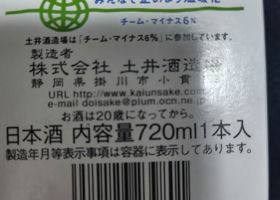 チーム・マイナス6%
土井酒造場は「チーム・マイナス6%」に参加しています。
製造者
株式会社 土井酒造場
静岡県掛川市小貫
URL http://www.kaiunsake.com/
e-mail doisake@plum.ocn.ne.jp
お酒は20歳になってから。
日本酒 内容量720ml1本入
製造年月等表示事項は容器に表示してあります。